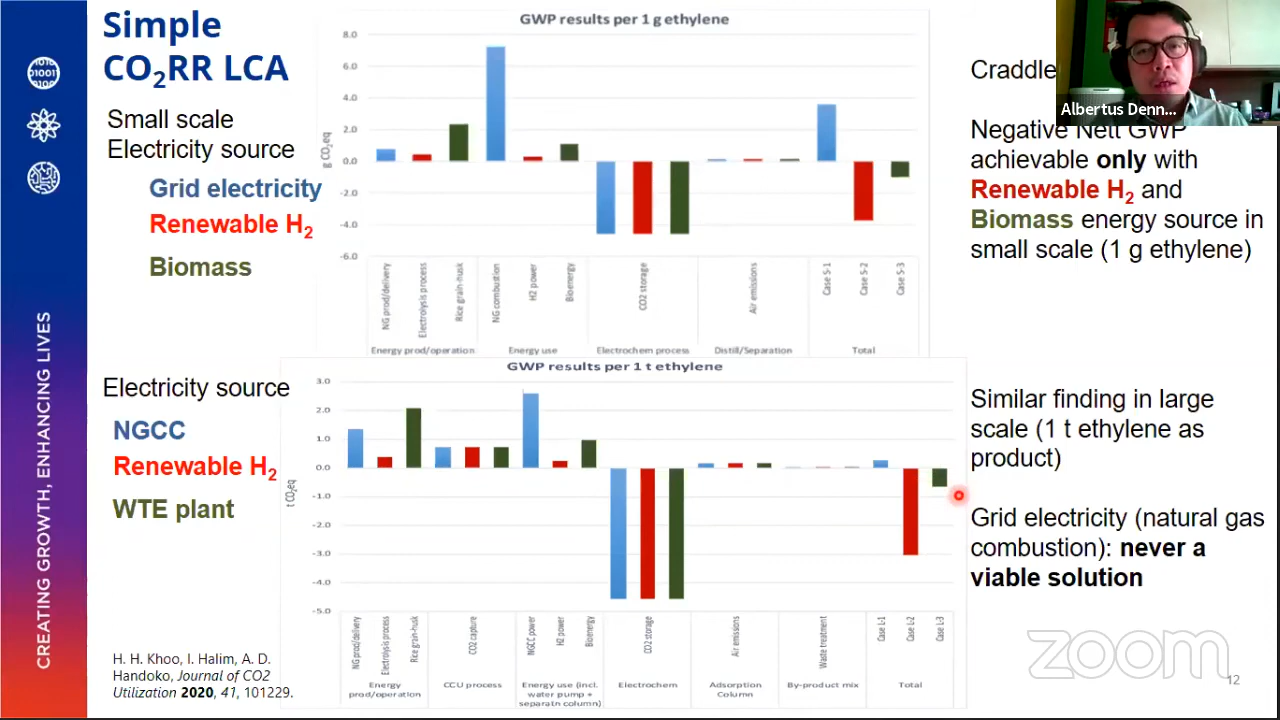 Simple
CO2RR LCA
Small scale
Electricity source
Grid electricity
Renewable H2
Biomass
GWP results per 1 g ethylene
8.0
6.0
4.0
2.0
0.0
-2.0
-4.0
-6.0
g CO2eq
NG prod/delivery
Electrolysis process
Rice grain-husk
NG combustion
H2 power
Bioenergy
CO2 storage
Air emissions
Case S-1
Case S-2
Case S-3
Energy prod/operation
Energy use
Electrochem process
Distill/Separation
Total
Craddle
Albertus Denn...
Negative Nett GWP
achievable only with
Renewable H2 and
Biomass energy source in
small scale (1 g ethylene)
Electricity source
NGCC
Renewable H2
WTE plant
GWP results per 1 t ethylene
3.0
2.0
1.0
0.0
-1.0
-2.0
-3.0
-4.0
-5.0
t CO2eq
NG prod/delivery
Electrolysis process
Rice grain-husk
CO2 capture
NGCC power
H2 power
Bioenergy
CO2 storage
Air emissions
Waste treatment
Case L-1
Case L-2
Case L-3
Energy
prod/operation
CCU process
Energy use (incl.
water pump +
separatn column)
Electrochem
Adsorption
Column
By-product mix
Total
Similar finding in large
scale (1 t ethylene as
product)
Grid electricity (natural gas
combustion): never a
viable solution
H. H. Khoo, I. Halim, A. D.
Handoko, Journal of CO2
Utilization 2020, 41, 101229.
CREATING GROWTH, ENHANCING LIVES
zoom
12